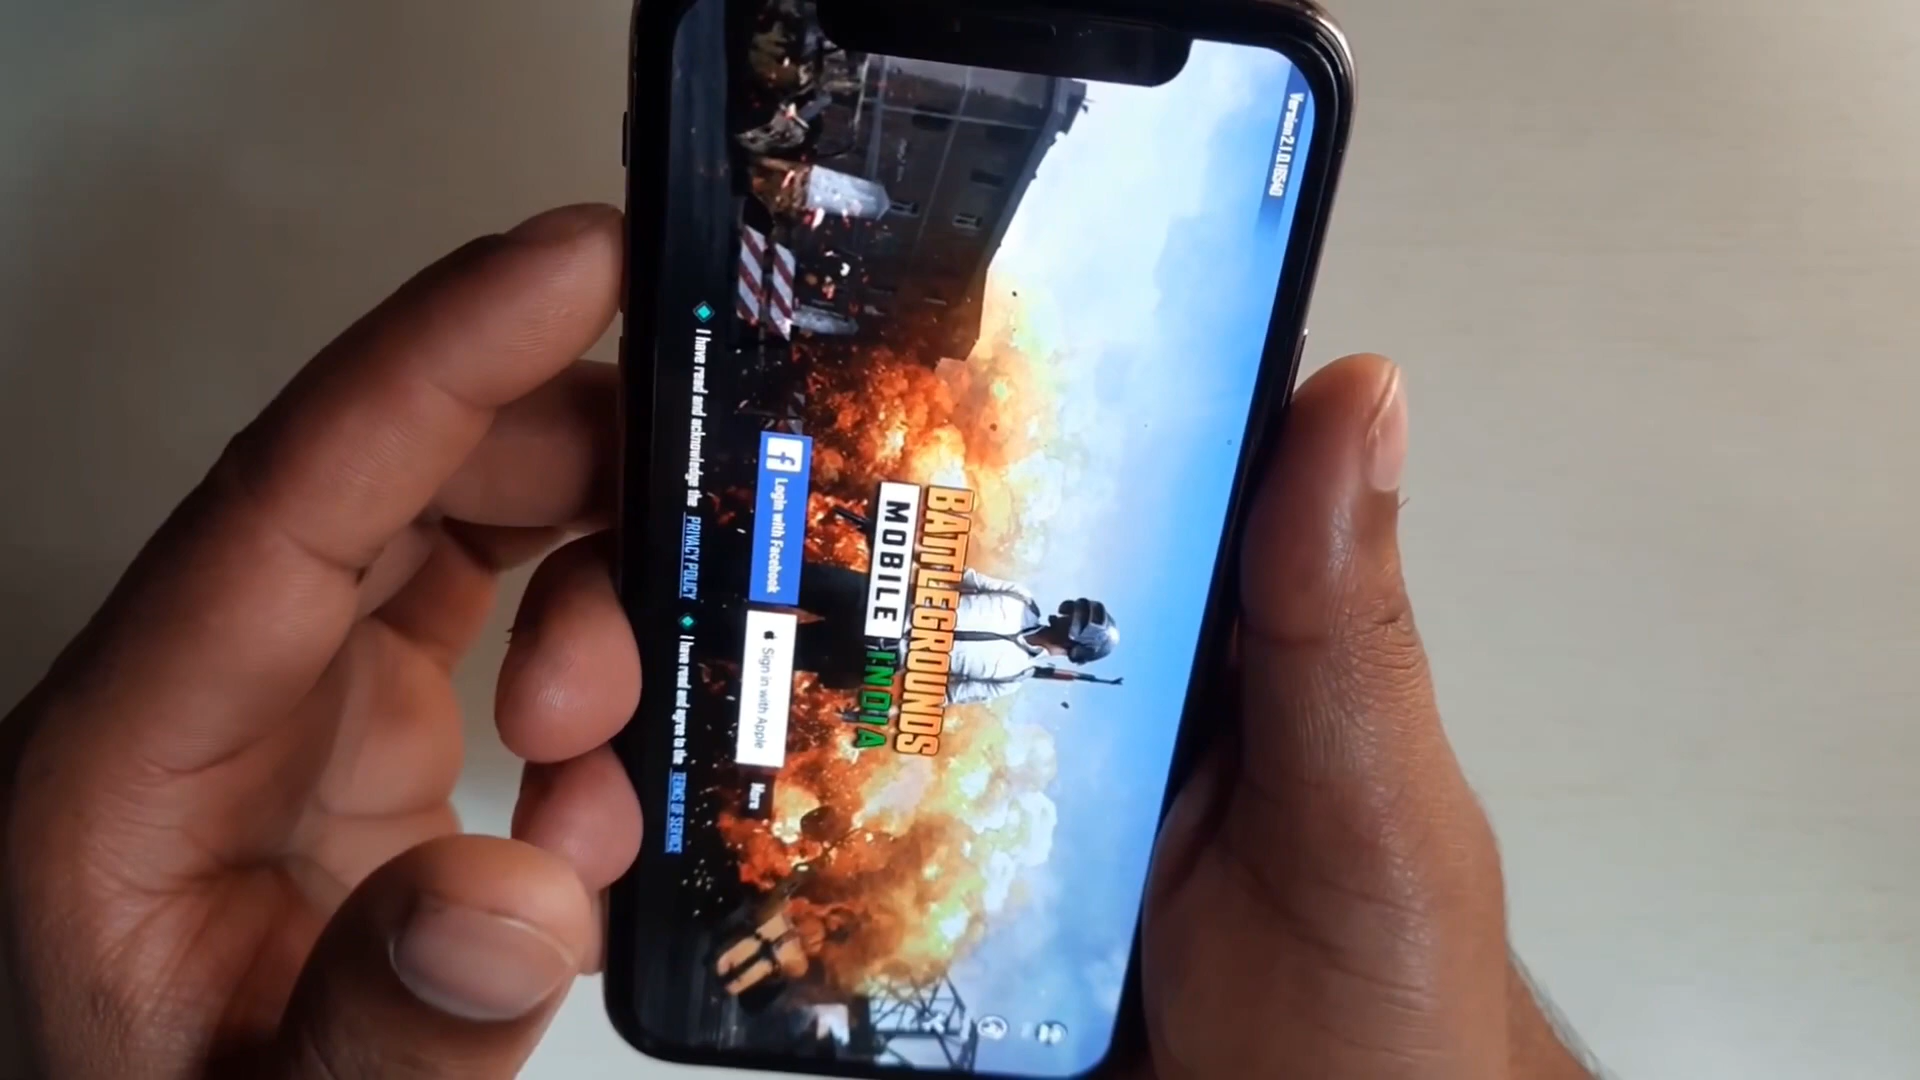 Version 2.1.0.16540
BATTLEGROUNDS
MOBILE INDIA
f Login with Facebook
Sign in with Apple
More
I have read and acknowledge the PRIVACY POLICY
I have read and agree to the TERMS OF SERVICE